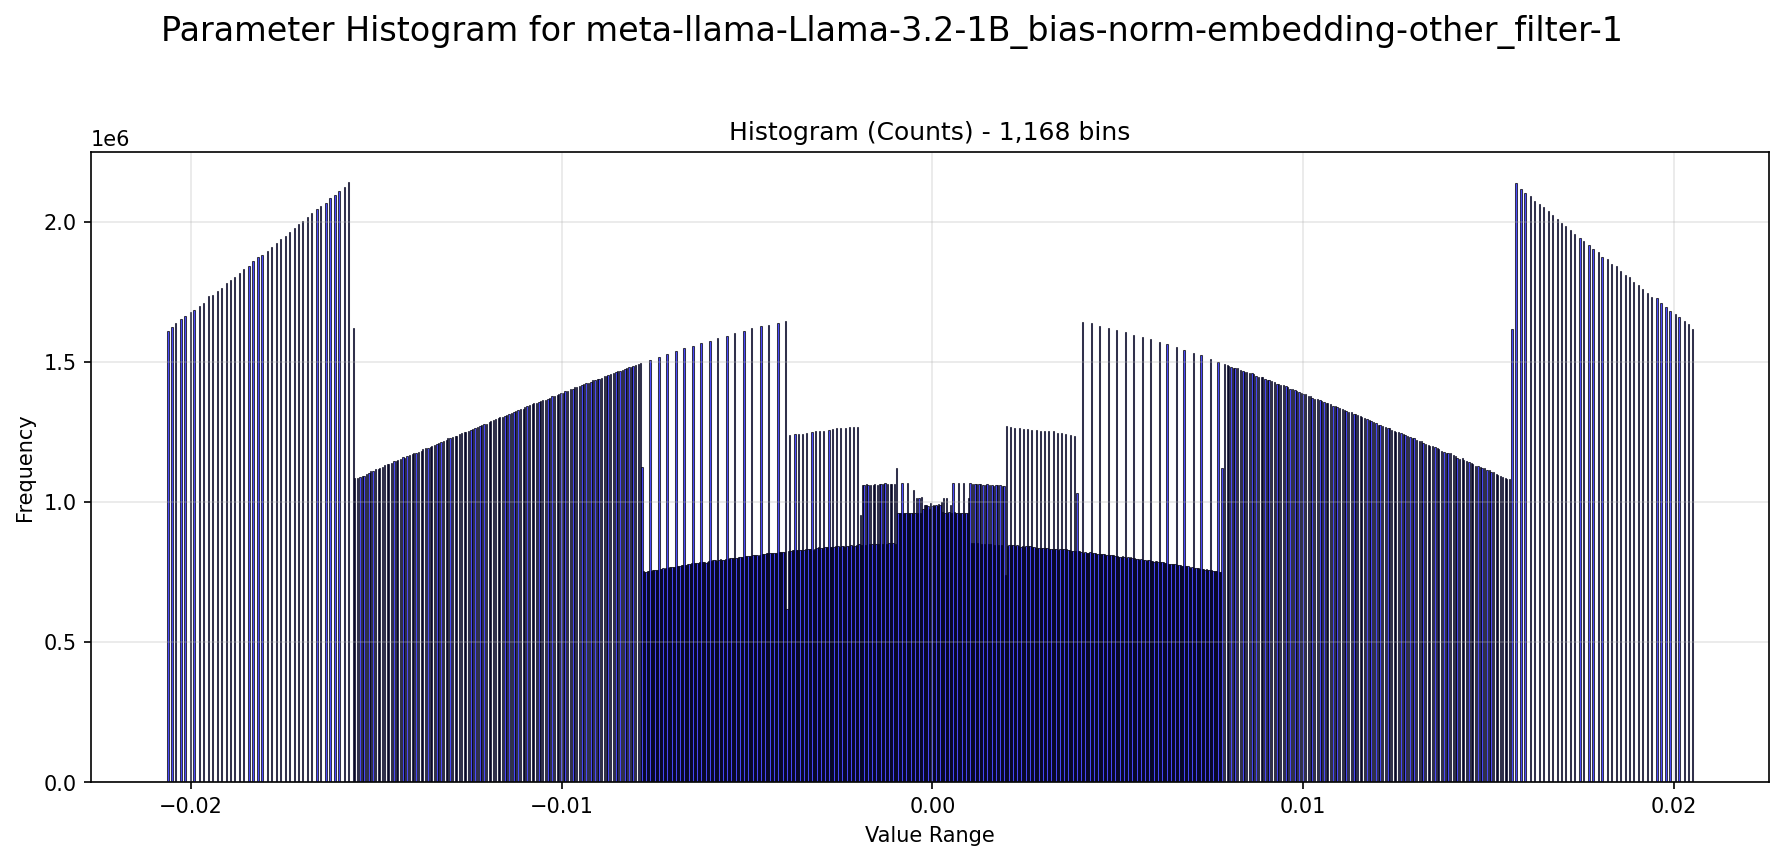 Parameter Histogram for meta-llama-Llama-3.2-1B_bias-norm-embedding-other_filter-1
Histogram (Counts) - 1,168 bins
1e6
2.0
1.5
1.0
0.5
0.0
Frequency
−0.02 −0.01 0.00 0.01 0.02
Value Range